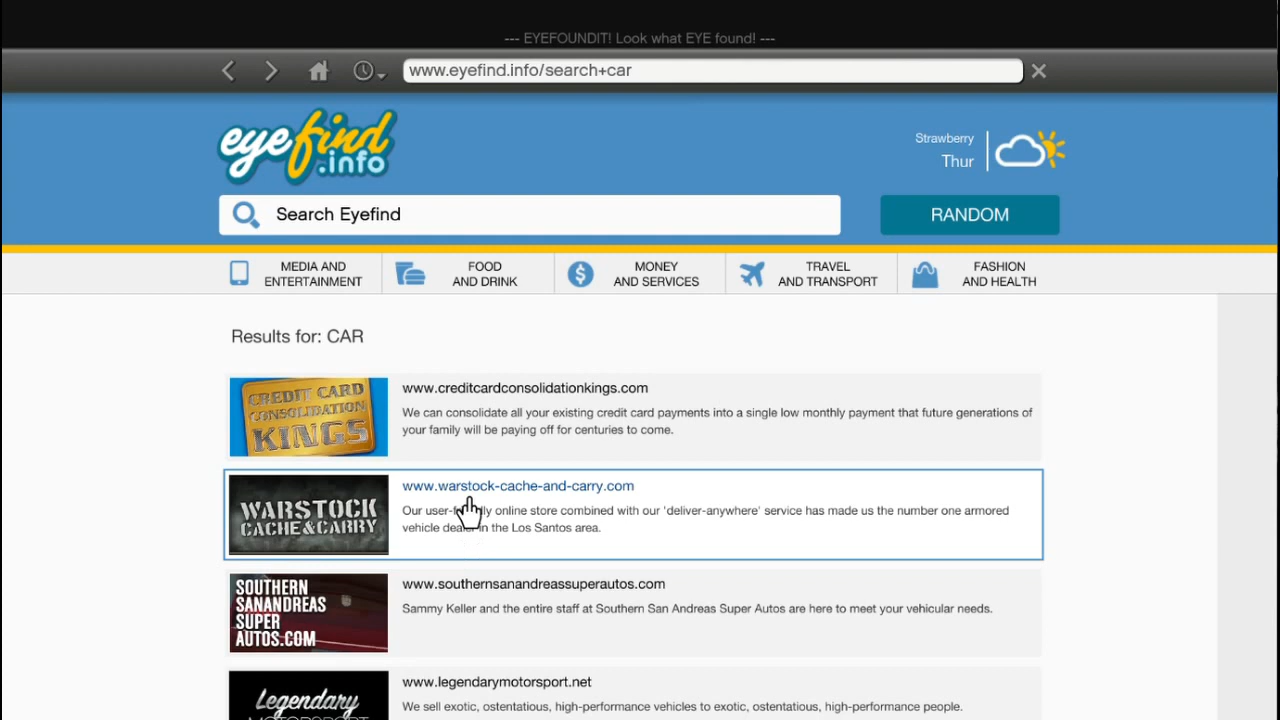 --- EYEFOUNDIT! Look what EYE found! ---
www.eyefind.info/search+car
eyefind
.info
Strawberry
Thur
Search Eyefind
RANDOM
MEDIA AND
ENTERTAINMENT
FOOD
AND DRINK
MONEY
AND SERVICES
TRAVEL
AND TRANSPORT
FASHION
AND HEALTH
Results for: CAR
CREDIT CARD
CONSOLIDATION
KINGS
www.creditcardconsolidationkings.com
We can consolidate all your existing credit card payments into a single low monthly payment that future generations of
your family will be paying off for centuries to come.
WARSTOCK
CACHE&CARRY
www.warstock-cache-and-carry.com
Our user-friendly online store combined with our 'deliver-anywhere' service has made us the number one armored
vehicle dealer in the Los Santos area.
SOUTHERN
SANANDREAS
SUPER
AUTOS.COM
www.southernsanandreassuperautos.com
Sammy Keller and the entire staff at Southern San Andreas Super Autos are here to meet your vehicular needs.
Legendary
MOTORSPORT
www.legendarymotorsport.net
We sell exotic, ostentatious, high-performance vehicles to exotic, ostentatious, high-performance people.